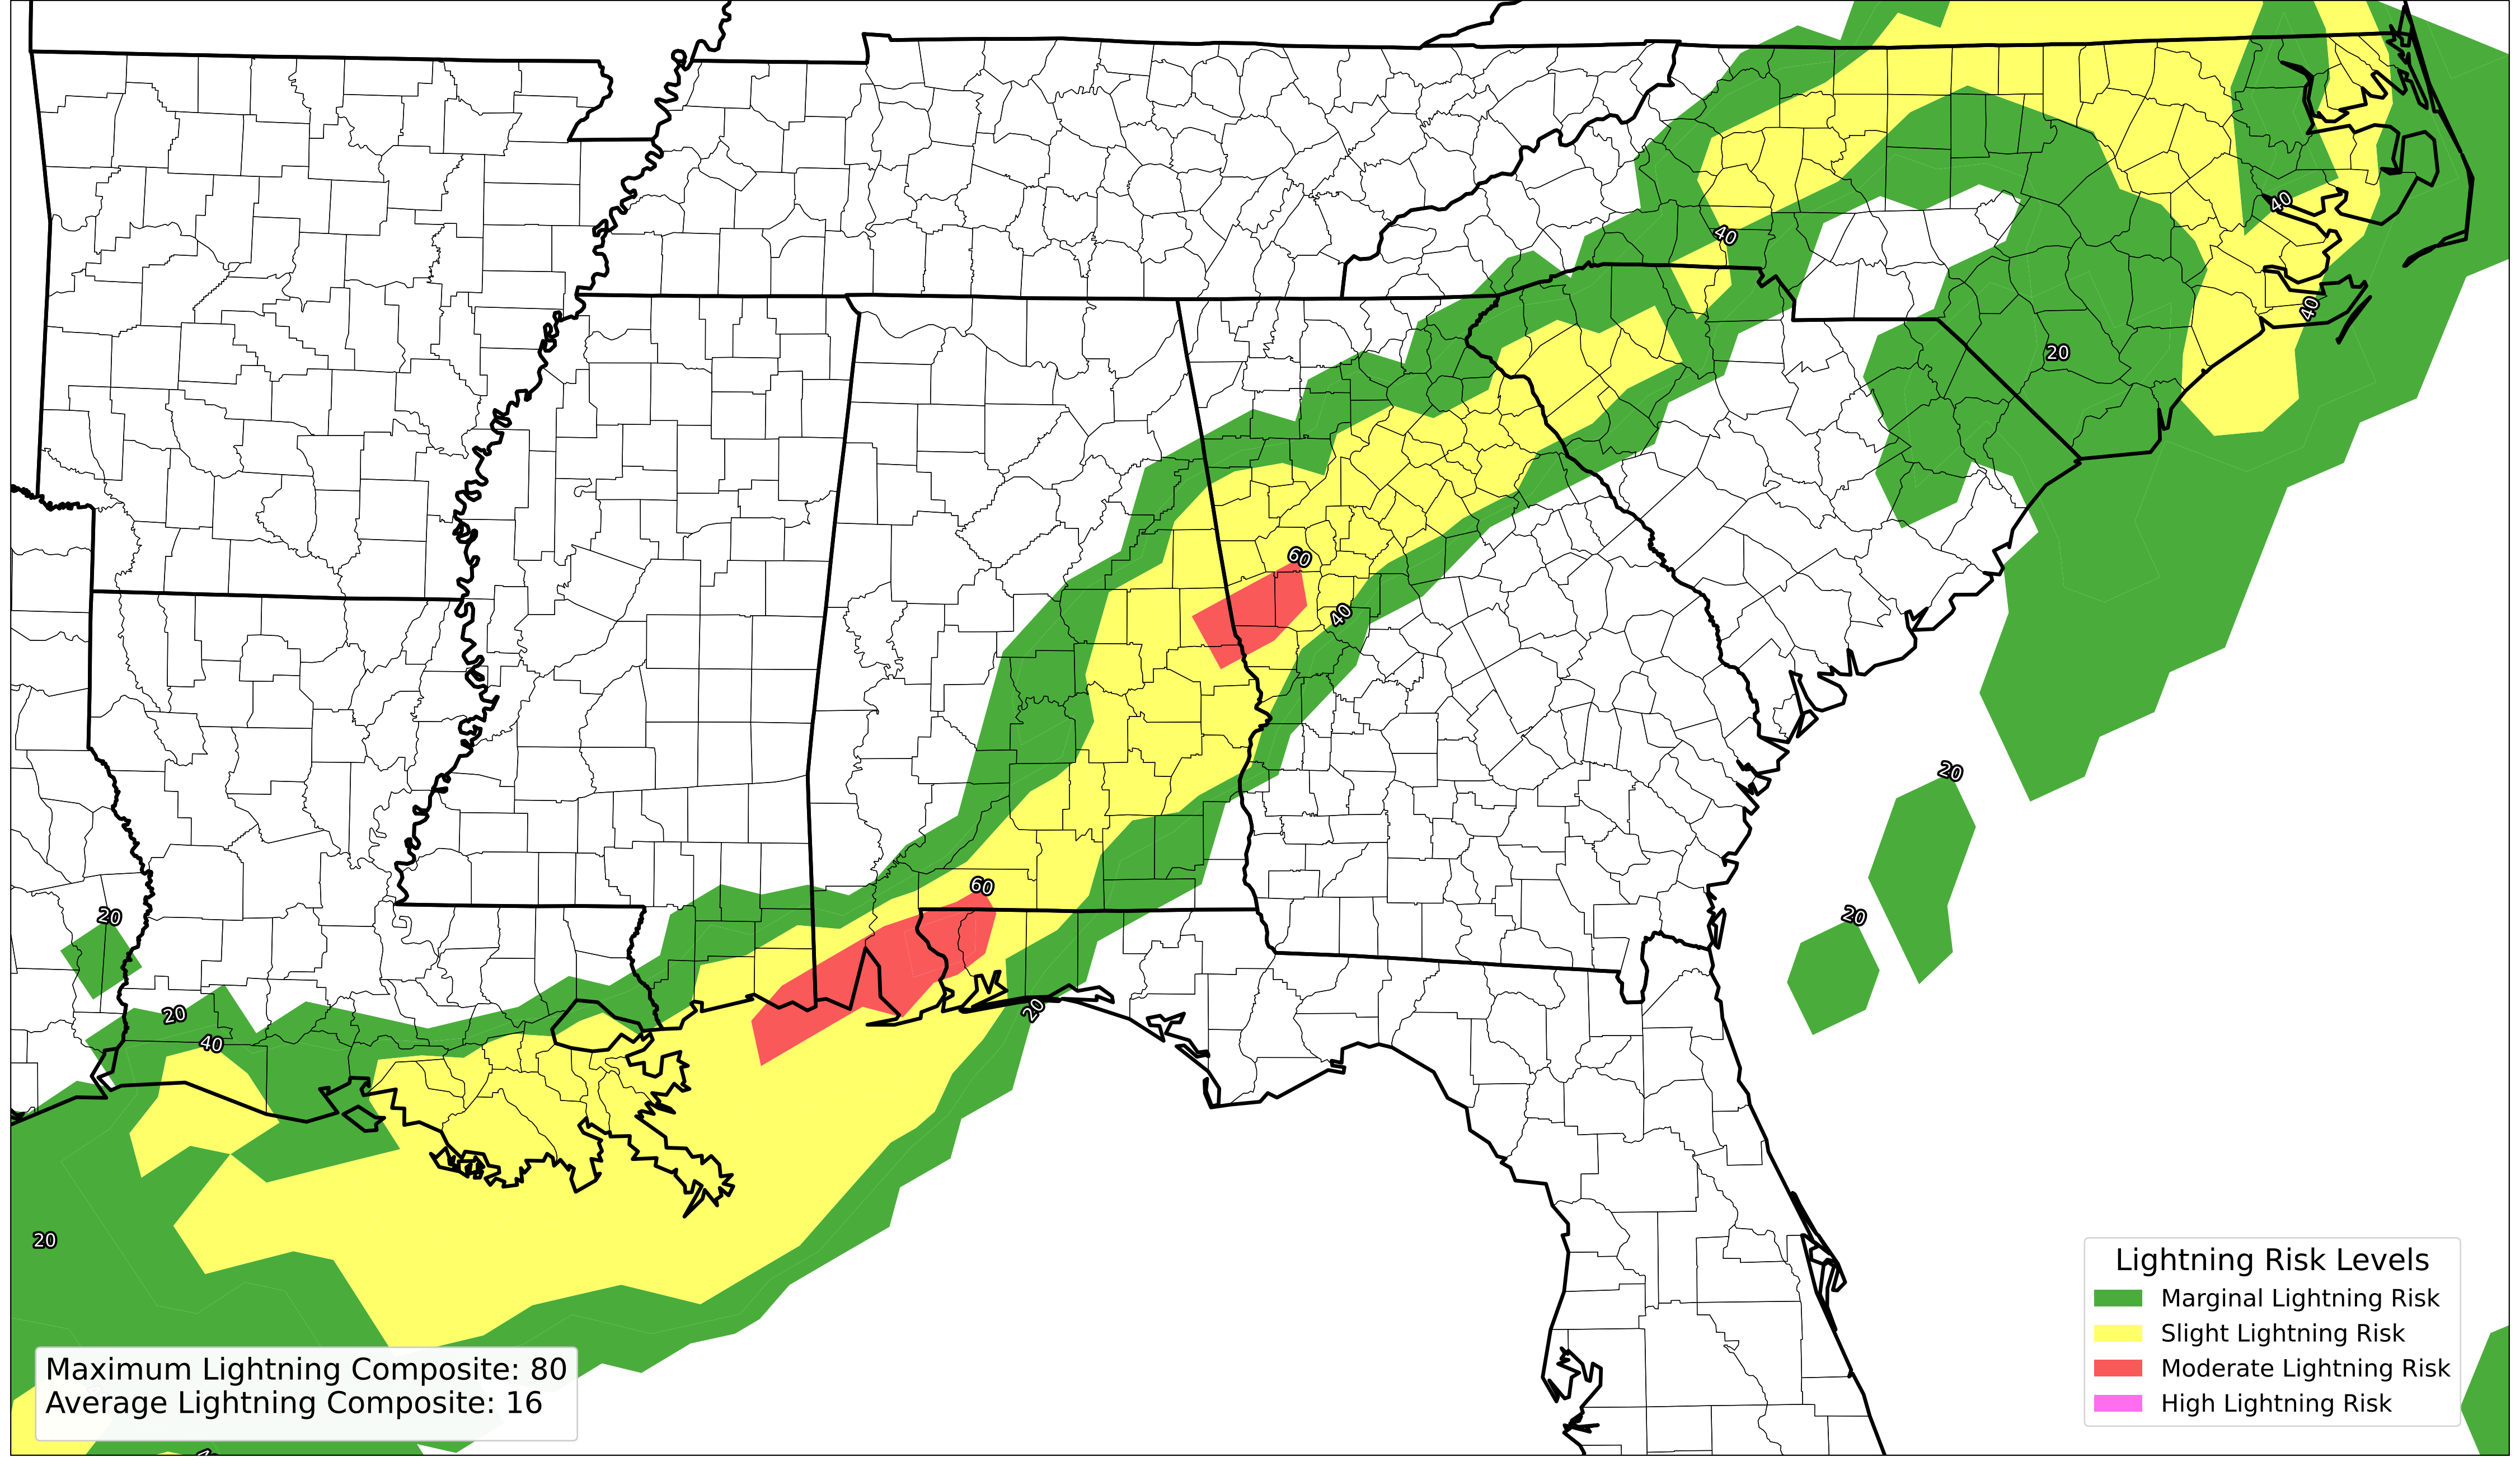 40
40
40
20
60
40
20
60
20
20
20
20
40
20
Lightning Risk Levels
Marginal Lightning Risk
Slight Lightning Risk
Moderate Lightning Risk
High Lightning Risk
Maximum Lightning Composite: 80
Average Lightning Composite: 16